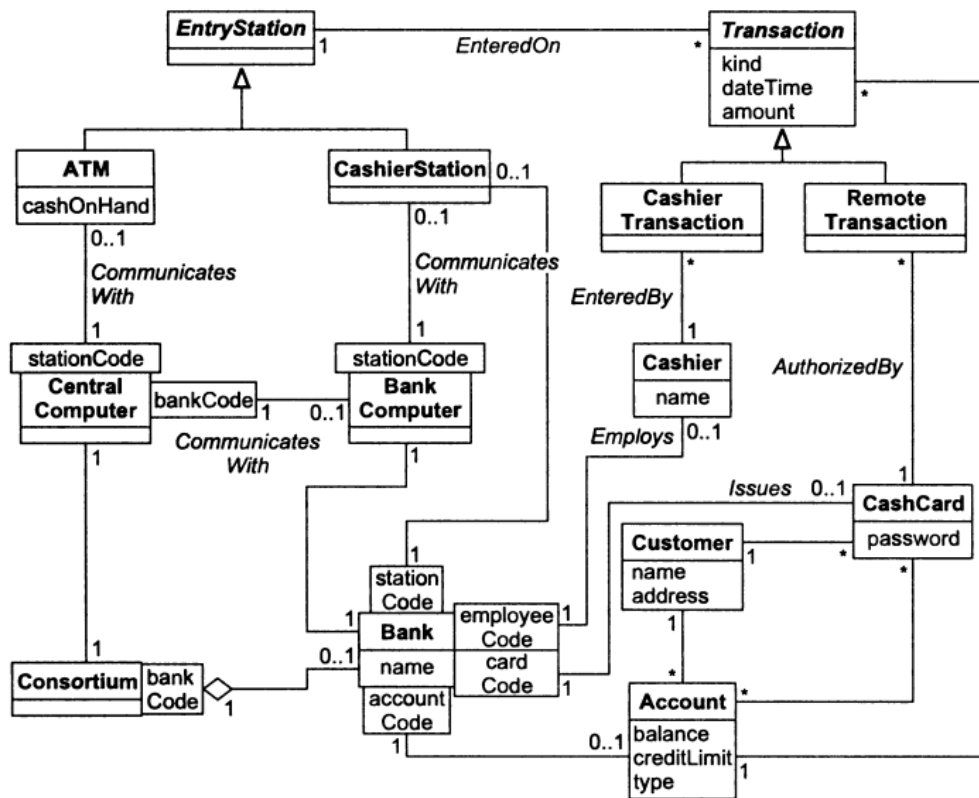 EntryStation
1
EnteredOn
*
Transaction
kind
dateTime
amount
*
ATM
cashOnHand
0..1
CashierStation
0..1
0..1
Cashier
Transaction
*
Remote
Transaction
*
Communicates
With
Communicates
With
EnteredBy
1
1
1
stationCode
Central
Computer
bankCode
1
0..1
stationCode
Bank
Computer
Communicates
With
Cashier
name
0..1
AuthorizedBy
Employs
1
1
Issues
0..1
1
CashCard
password
*
*
Customer
name
address
1
1
*
1
station
Code
1
Bank
name
employee
Code
1
card
Code
1
account
Code
1
0..1
1
Consortium
bank
Code
1
0..1
Account
balance
creditLimit
type
*
1